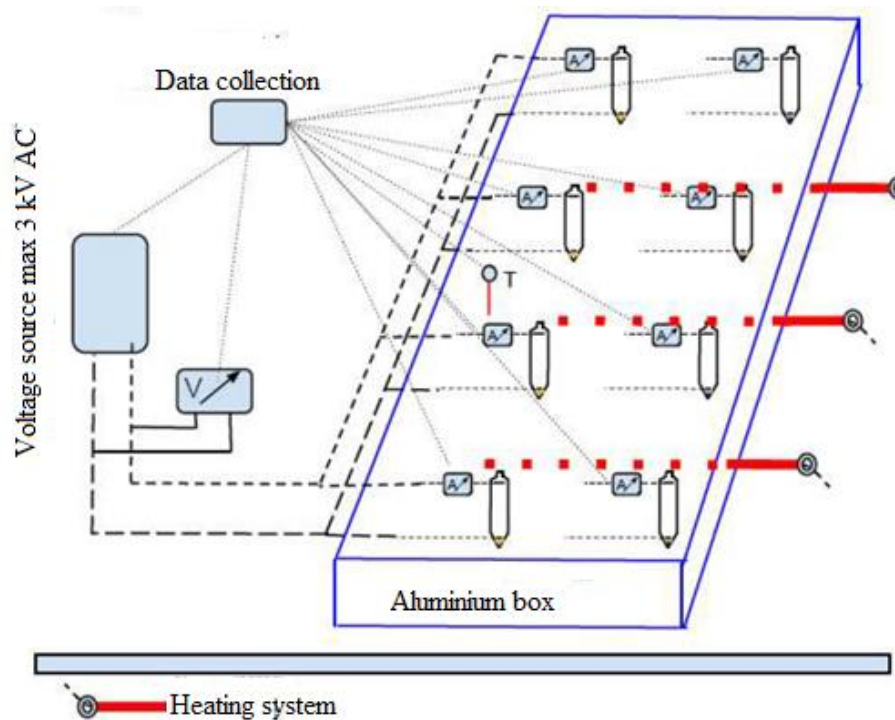 Data collection
Voltage source max 3 kV AC
A
A
A
A
T
A
A
V
A
A
Aluminium box
Heating system